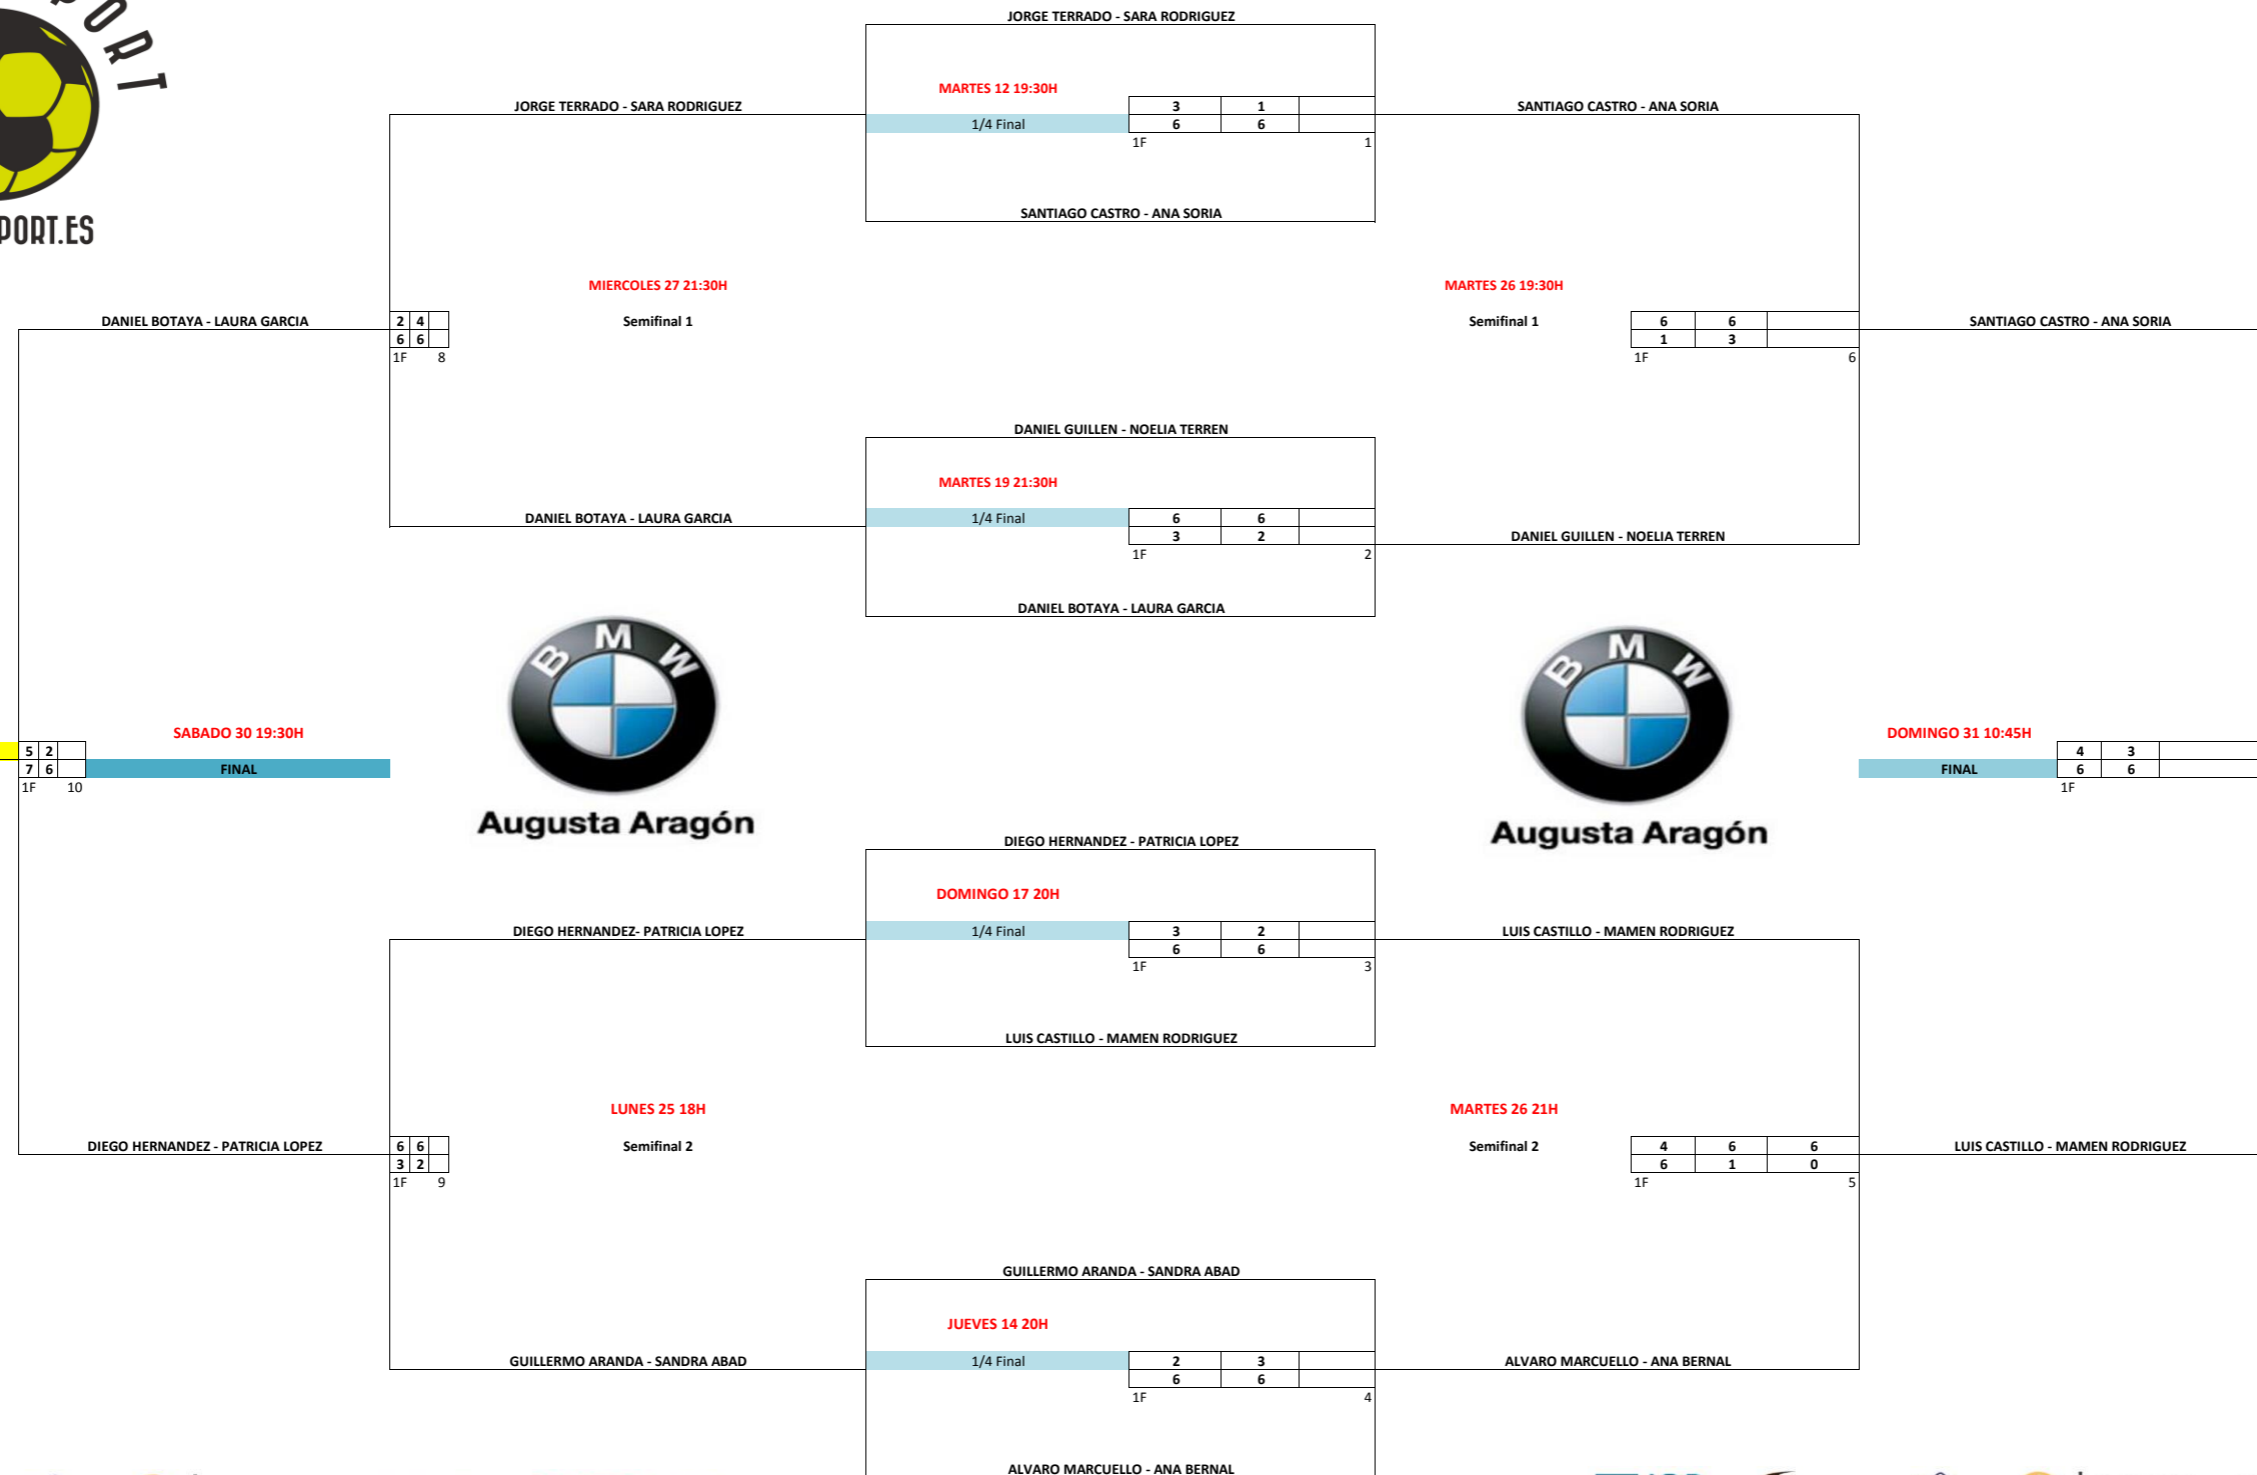 PORT.ES
JORGE TERRADO - SARA RODRIGUEZ
MARTES 12 19:30H
JORGE TERRADO - SARA RODRIGUEZ
3 1
SANTIAGO CASTRO - ANA SORIA
1/4 Final
6 6
1F 1
SANTIAGO CASTRO - ANA SORIA
MIERCOLES 27 21:30H
MARTES 26 19:30H
DANIEL BOTAYA - LAURA GARCIA
2 4
Semifinal 1
Semifinal 1
6 6
SANTIAGO CASTRO - ANA SORIA
6 6
1 3
1F 8
1F 6
DANIEL GUILLEN - NOELIA TERREN
MARTES 19 21:30H
DANIEL BOTAYA - LAURA GARCIA
1/4 Final
6 6
3 2
DANIEL GUILLEN - NOELIA TERREN
1F 2
DANIEL BOTAYA - LAURA GARCIA
BMW
Augusta Aragón
BMW
Augusta Aragón
SABADO 30 19:30H
DOMINGO 31 10:45H
5 2
4 3
7 6
FINAL
FINAL
6 6
1F 10
1F
DIEGO HERNANDEZ - PATRICIA LOPEZ
DOMINGO 17 20H
DIEGO HERNANDEZ- PATRICIA LOPEZ
1/4 Final
3 2
LUIS CASTILLO - MAMEN RODRIGUEZ
6 6
1F 3
LUIS CASTILLO - MAMEN RODRIGUEZ
LUNES 25 18H
MARTES 26 21H
DIEGO HERNANDEZ - PATRICIA LOPEZ
6 6
Semifinal 2
Semifinal 2
4 6 6
LUIS CASTILLO - MAMEN RODRIGUEZ
3 2
6 1 0
1F 9
1F 5
GUILLERMO ARANDA - SANDRA ABAD
JUEVES 14 20H
GUILLERMO ARANDA - SANDRA ABAD
1/4 Final
2 3
ALVARO MARCUELLO - ANA BERNAL
6 6
1F 4
ALVARO MARCUELLO - ANA BERNAL